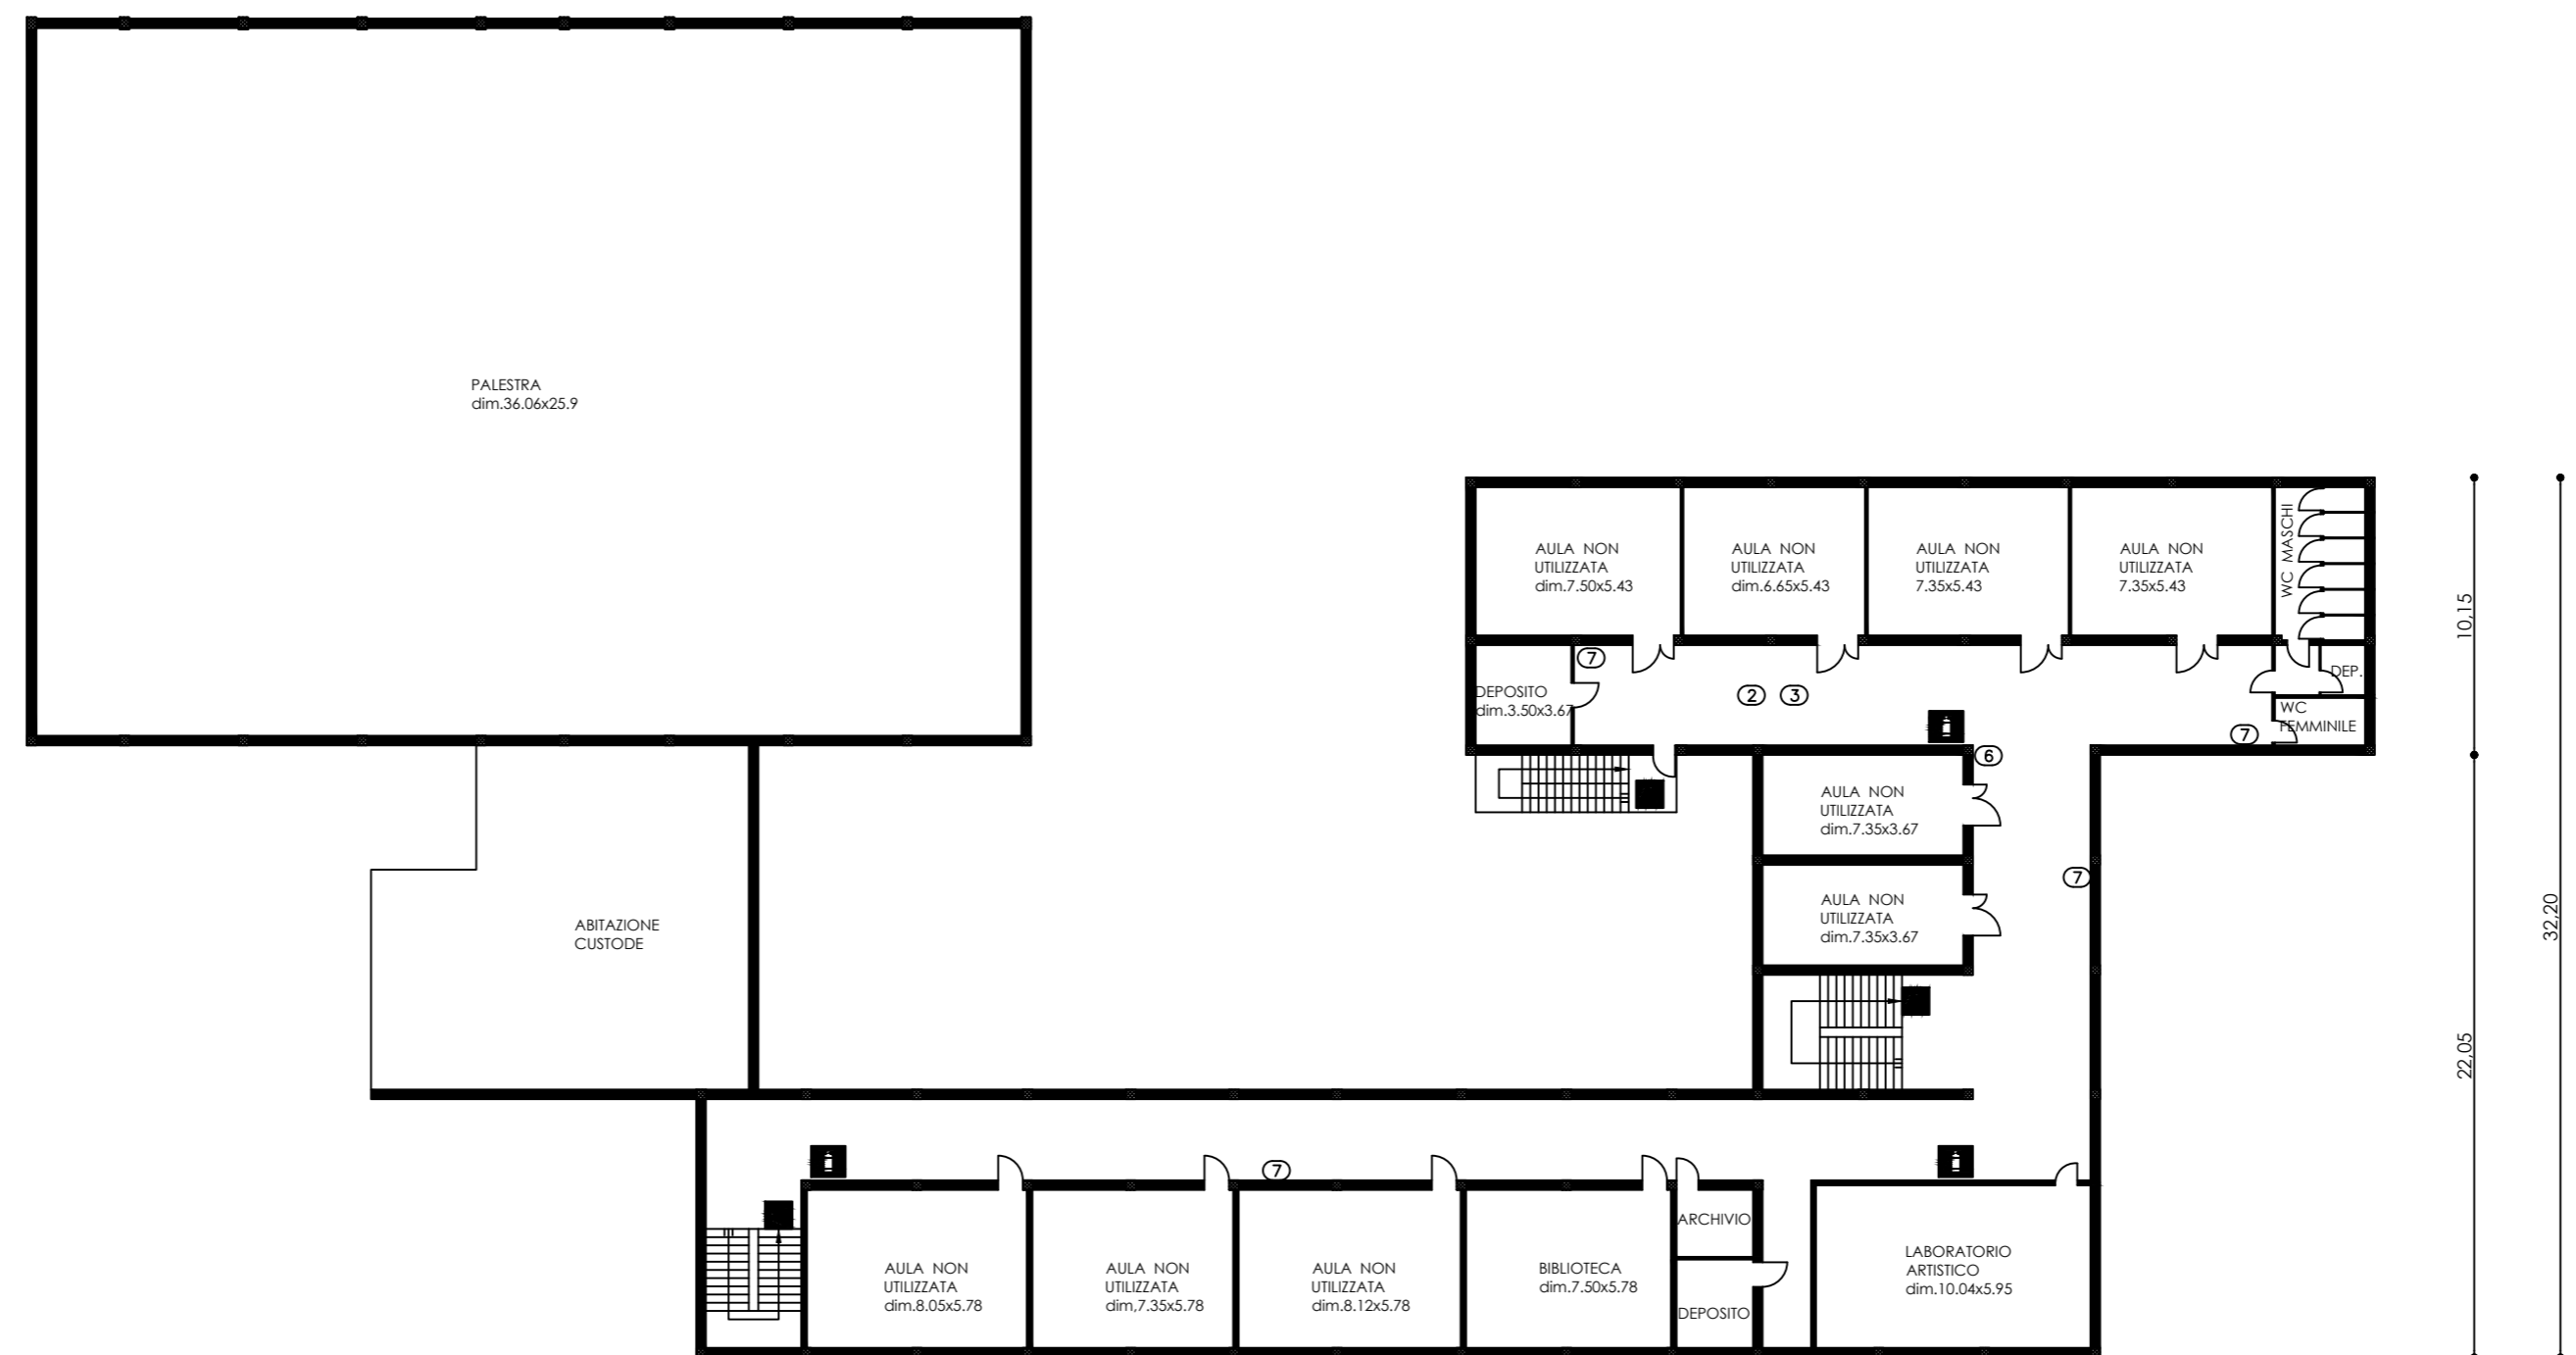 PALESTRA
dim.36.06x25.9
AULA NON
UTILIZZATA
dim.7.50x5.43
AULA NON
UTILIZZATA
dim.6.65x5.43
AULA NON
UTILIZZATA
7.35x5.43
AULA NON
UTILIZZATA
7.35x5.43
WC MASCHI
10,15
7
DEPOSITO
dim.3.50x3.67
2
3
DEP.
WC
FEMMINILE
7
6
AULA NON
UTILIZZATA
dim.7.35x3.67
7
AULA NON
UTILIZZATA
dim.7.35x3.67
32,20
ABITAZIONE
CUSTODE
22,05
7
ARCHIVIO
AULA NON
UTILIZZATA
dim.8.05x5.78
AULA NON
UTILIZZATA
dim,7.35x5.78
AULA NON
UTILIZZATA
dim.8.12x5.78
BIBLIOTECA
dim.7.50x5.78
DEPOSITO
LABORATORIO
ARTISTICO
dim.10.04x5.95